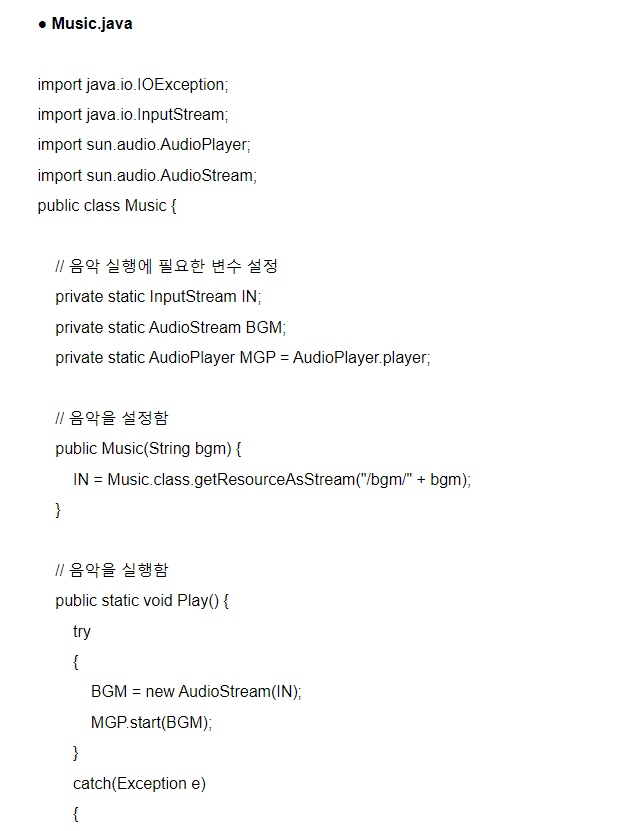 ● Music.java
import java.io.IOException;
import java.io.InputStream;
import sun.audio.AudioPlayer;
import sun.audio.AudioStream;
public class Music {
// 음악 실행에 필요한 변수 설정
private static InputStream IN;
private static AudioStream BGM;
private static AudioPlayer MGP = AudioPlayer.player;
// 음악을 설정함
public Music(String bgm) {
IN = Music.class.getResourceAsStream("/bgm/" + bgm);
}
// 음악을 실행함
public static void Play() {
try
{
BGM = new AudioStream(IN);
MGP.start(BGM);
}
catch(Exception e)
{